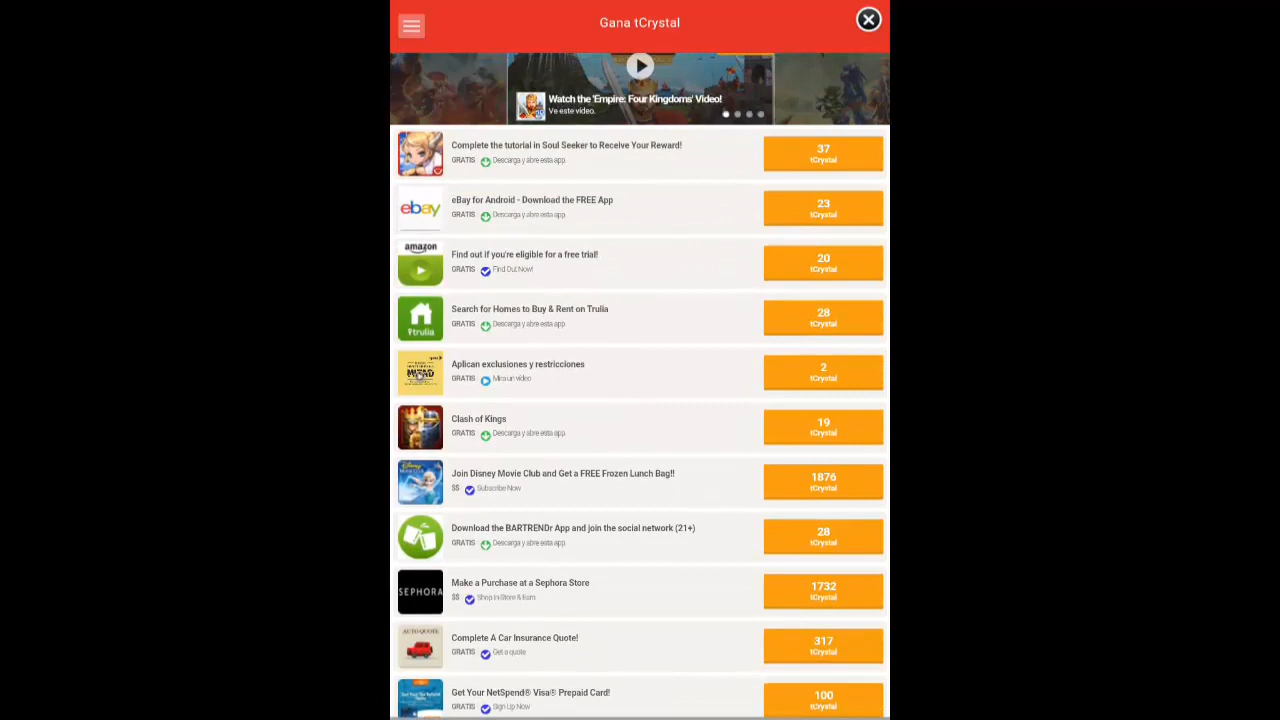 Gana tCrystal
Watch the 'Empire: Four Kingdoms' Video!
Ve este video.
Complete the tutorial in Soul Seeker to Receive Your Reward!
GRATIS Descarga y abre esta app.
37
tCrystal
ebay
eBay for Android - Download the FREE App
GRATIS Descarga y abre esta app.
23
tCrystal
amazon
Find out if you're eligible for a free trial!
GRATIS Find Out Now!
20
tCrystal
trulia
Search for Homes to Buy & Rent on Trulia
GRATIS Descarga y abre esta app.
28
tCrystal
Aplican exclusiones y restricciones
GRATIS Mira un vídeo
2
tCrystal
Clash of Kings
GRATIS Descarga y abre esta app.
19
tCrystal
Join Disney Movie Club and Get a FREE Frozen Lunch Bag!!
$$ Subscribe Now
1876
tCrystal
Download the BARTRENDr App and join the social network (21+)
GRATIS Descarga y abre esta app.
28
tCrystal
SEPHORA
Make a Purchase at a Sephora Store
$$ Shop In-Store & Earn
1732
tCrystal
AUTO QUOTE
Complete A Car Insurance Quote!
GRATIS Get a quote
317
tCrystal
Get Your NetSpend® Visa® Prepaid Card!
GRATIS Sign Up Now
100
tCrystal